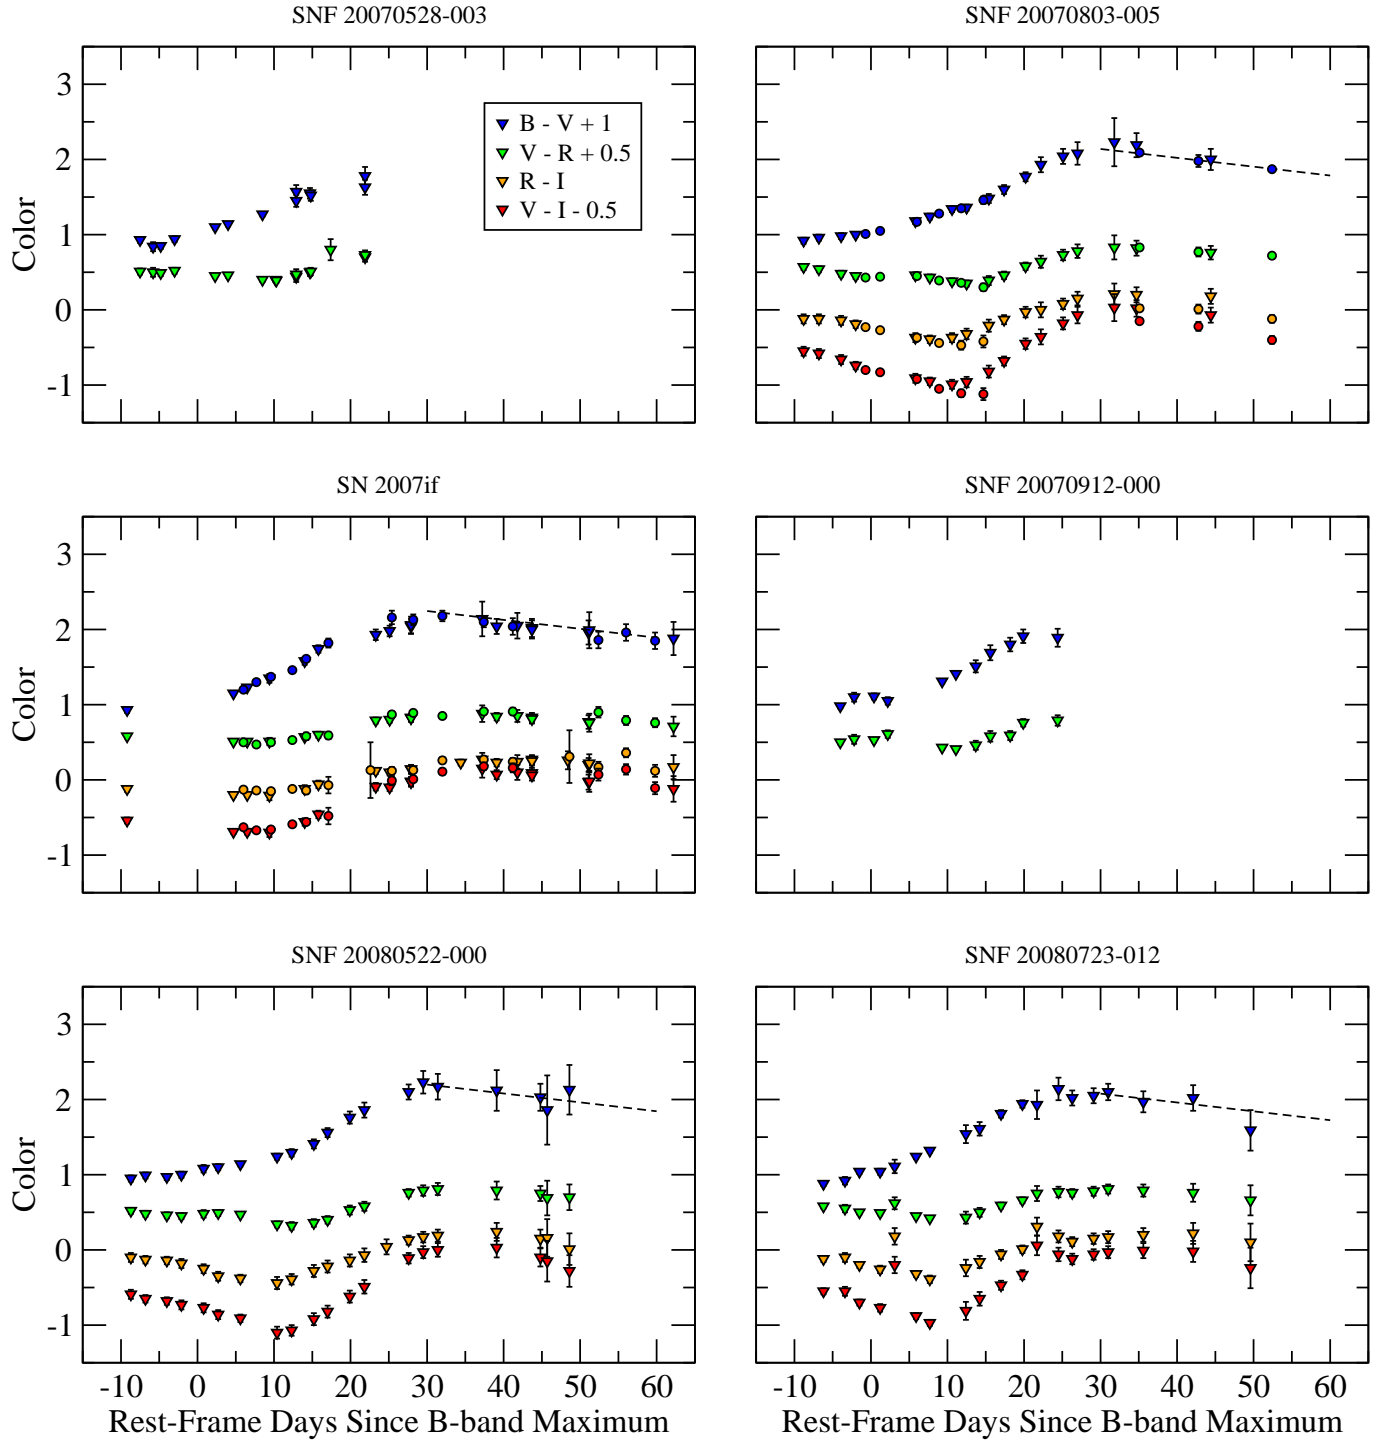 SNF 20070528-003
SNF 20070803-005
3
2
1
0
-1
Color
B - V + 1
V - R + 0.5
R - I
V - I - 0.5
SN 2007if
SNF 20070912-000
3
2
1
0
-1
Color
SNF 20080522-000
SNF 20080723-012
3
2
1
0
-1
Color
-10 0 10 20 30 40 50 60
-10 0 10 20 30 40 50 60
Rest-Frame Days Since B-band Maximum
Rest-Frame Days Since B-band Maximum